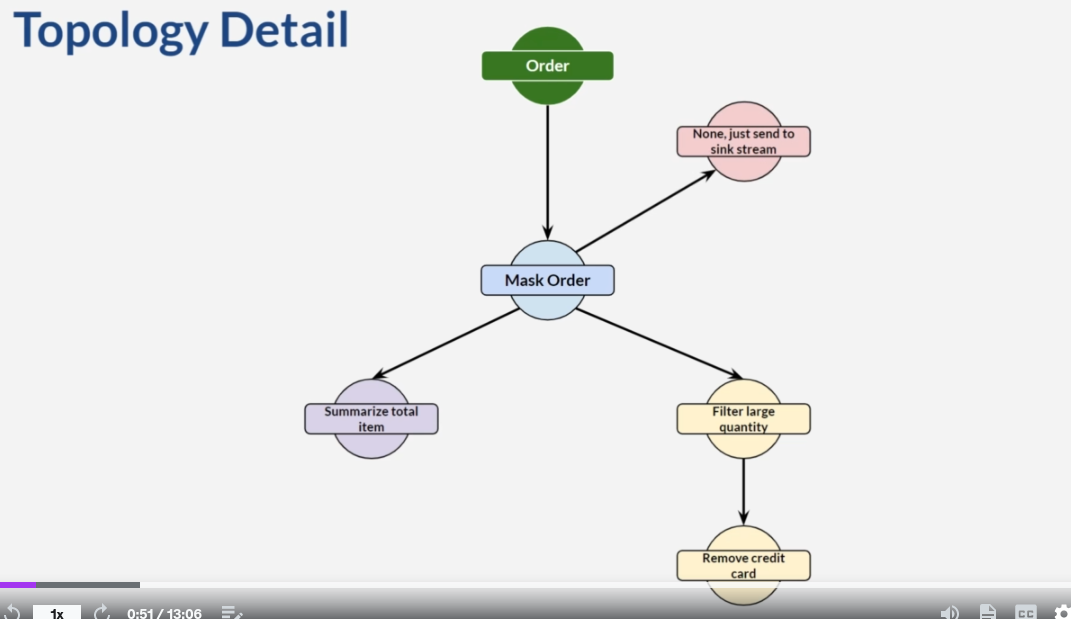 Topology Detail
Order
None, just send to
sink stream
Mask Order
Summarize total
item
Filter large
quantity
Remove credit
card
1x
0:51 / 13:06
CC